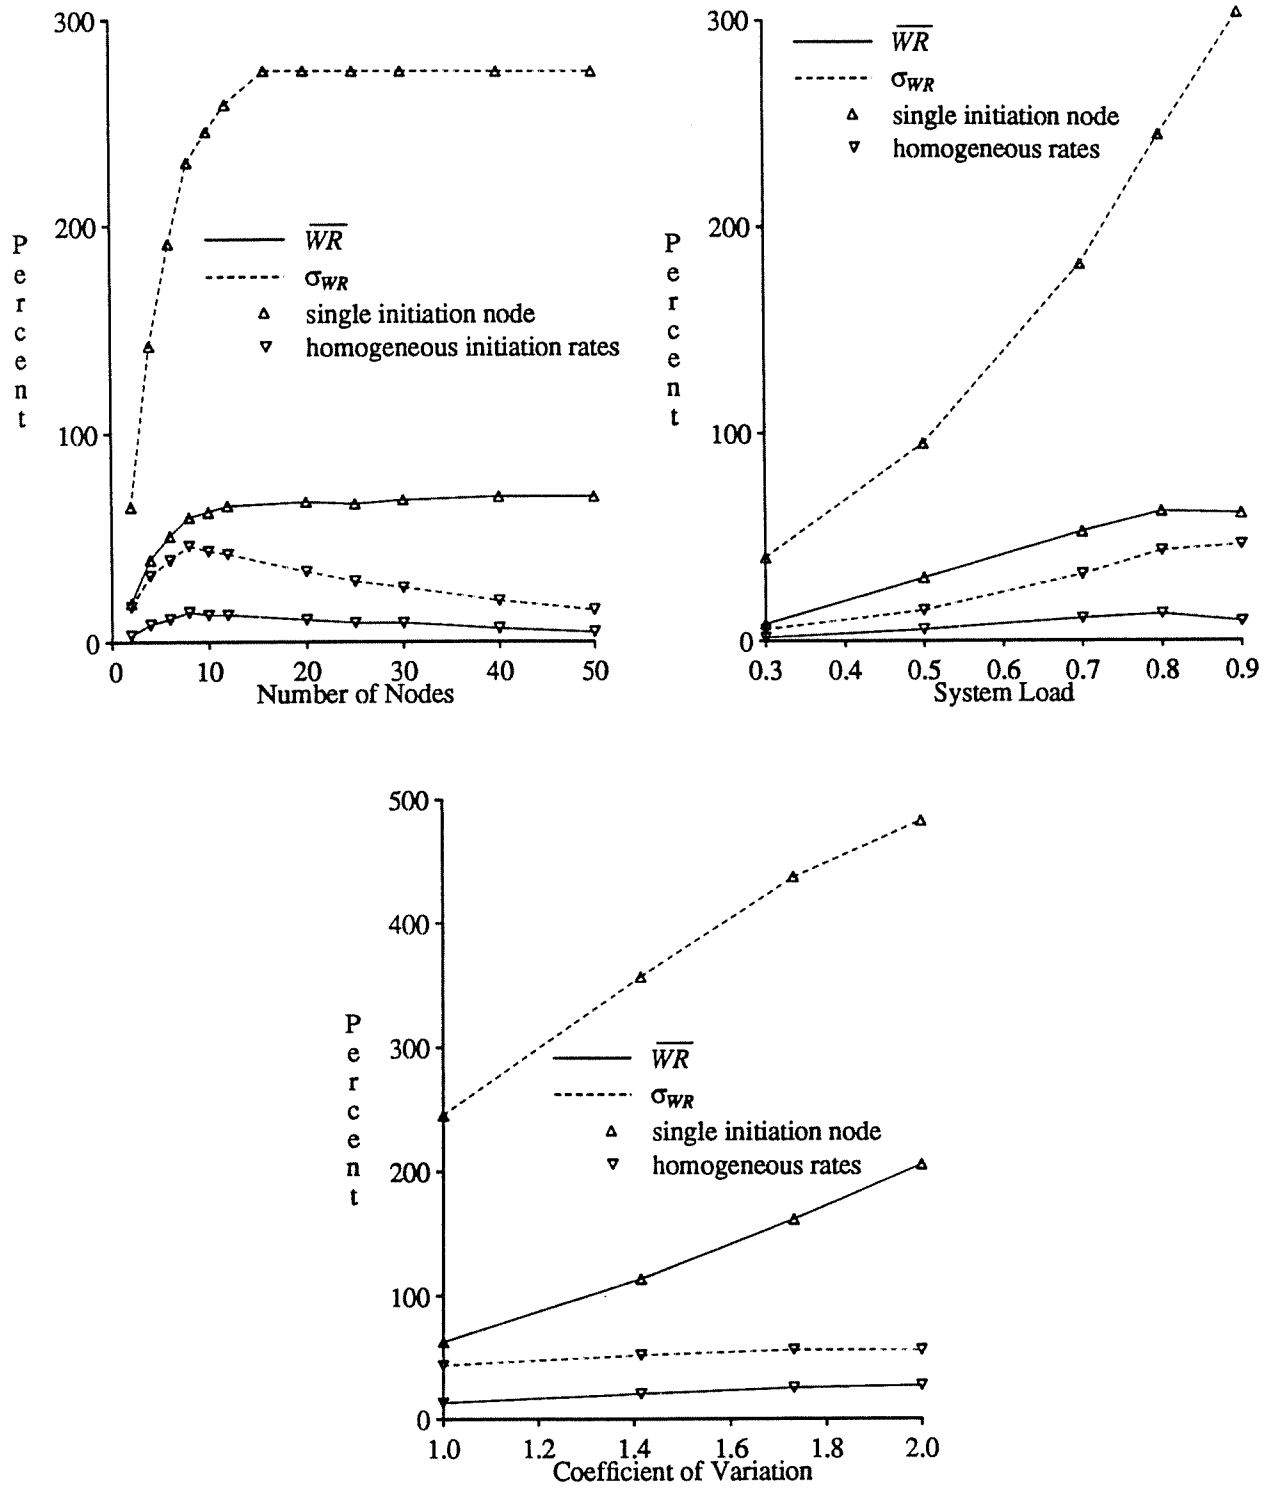 300
200
100
0
Percent
WR
σWR
single initiation node
homogeneous initiation rates
0 10 20 30 40 50
Number of Nodes
300
200
100
0
Percent
WR
σWR
single initiation node
homogeneous rates
0.3 0.4 0.5 0.6 0.7 0.8 0.9
System Load
500
400
300
200
100
0
Percent
WR
σWR
single initiation node
homogeneous rates
1.0 1.2 1.4 1.6 1.8 2.0
Coefficient of Variation